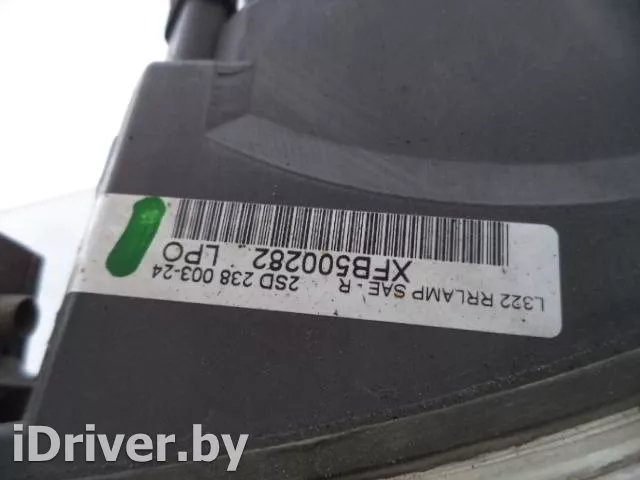 L322 RRLAMP SAE - R 2SD 238 003-24
XFB500282 LPO
iDriver.by